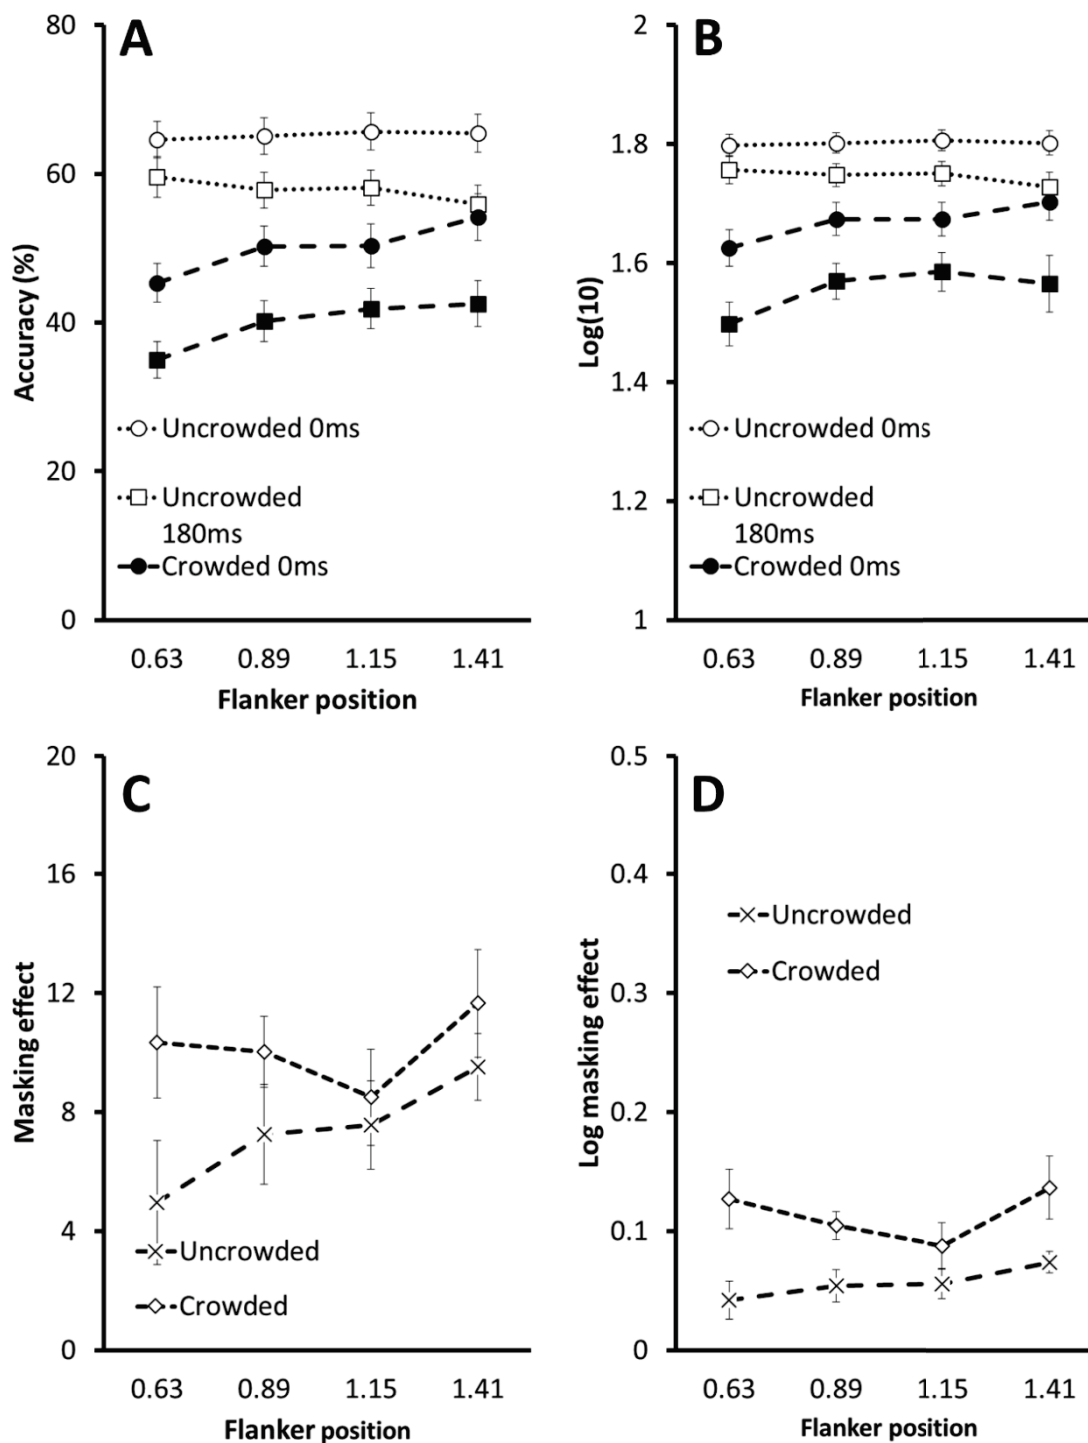 A
80
60
40
20
0
Accuracy (%)
Uncrowded 0ms
Uncrowded
180ms
Crowded 0ms
0.63 0.89 1.15 1.41
Flanker position
B
2
1.8
1.6
1.4
1.2
1
Log(10)
Uncrowded 0ms
Uncrowded
180ms
Crowded 0ms
0.63 0.89 1.15 1.41
Flanker position
C
20
16
12
8
4
0
Masking effect
Uncrowded
Crowded
0.63 0.89 1.15 1.41
Flanker position
D
0.5
0.4
0.3
0.2
0.1
0
Log masking effect
Uncrowded
Crowded
0.63 0.89 1.15 1.41
Flanker position